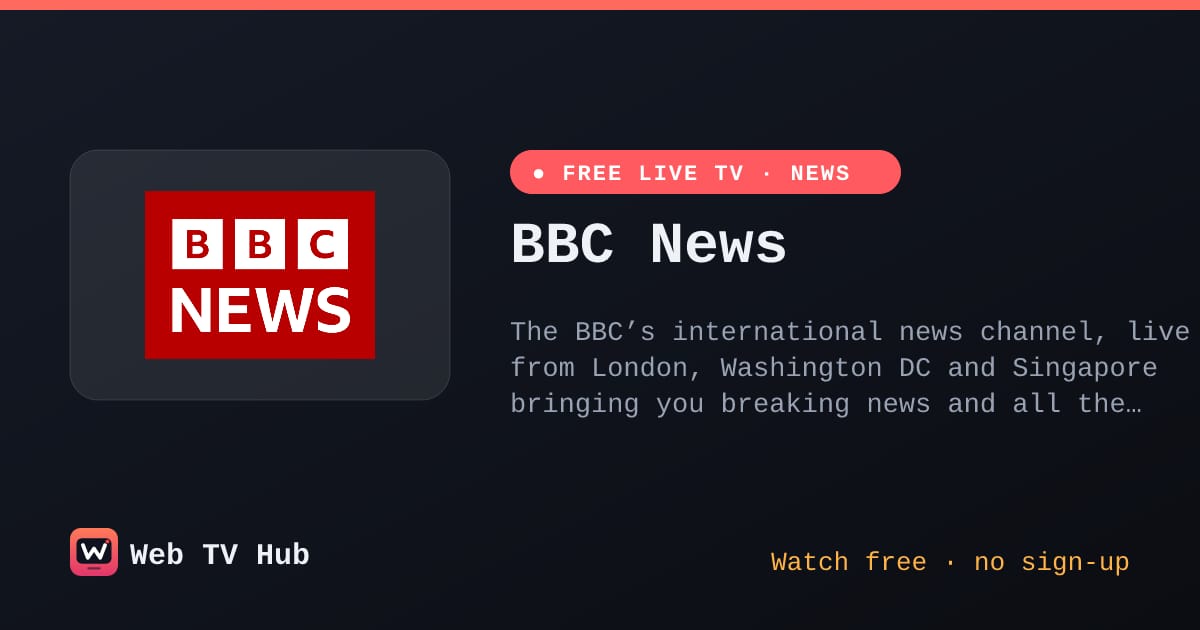 BBC
NEWS
• FREE LIVE TV · NEWS
BBC News
The BBC’s international news channel, live
from London, Washington DC and Singapore
bringing you breaking news and all the…
W
Web TV Hub
Watch free · no sign-up